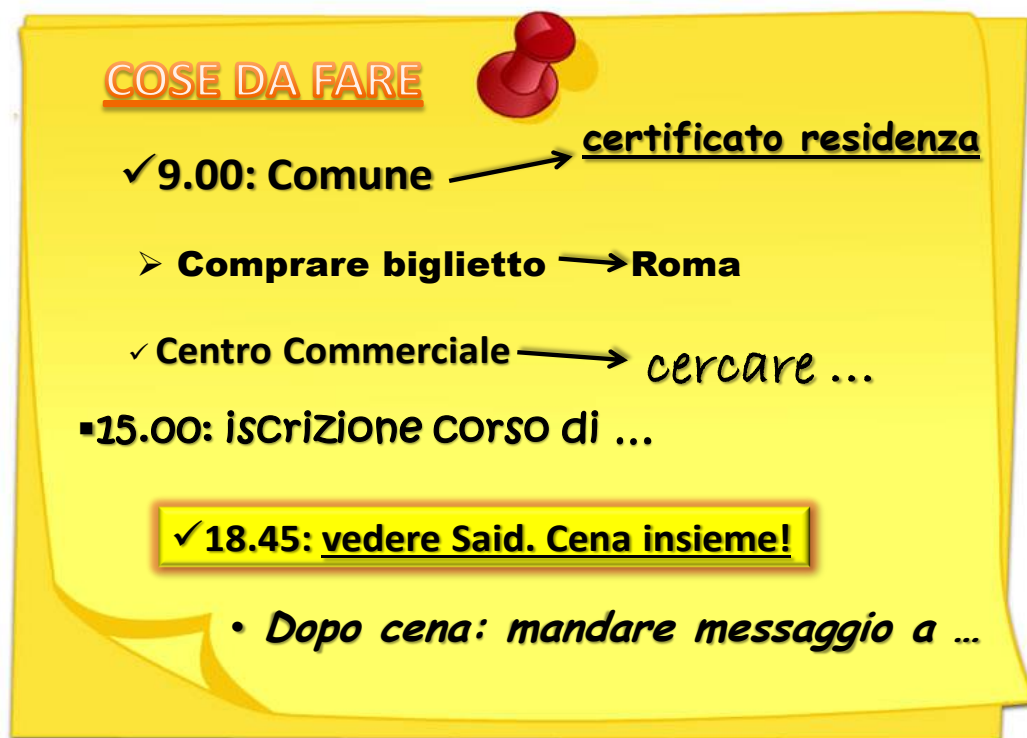 COSE DA FARE
✓9.00: Comune → certificato residenza
➢ Comprare biglietto → Roma
✓ Centro Commerciale → cercare ...
▪15.00: iscrizione corso di ...
✓18.45: vedere Said. Cena insieme!
• Dopo cena: mandare messaggio a ...